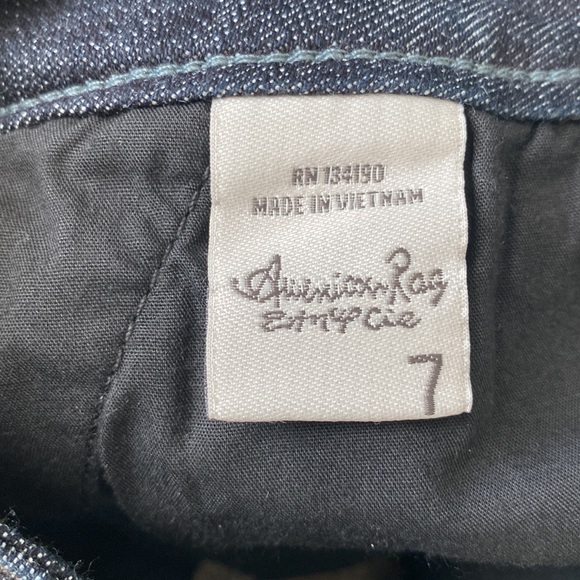 RN 134190
MADE IN VIETNAM
American Rag
Cie
7